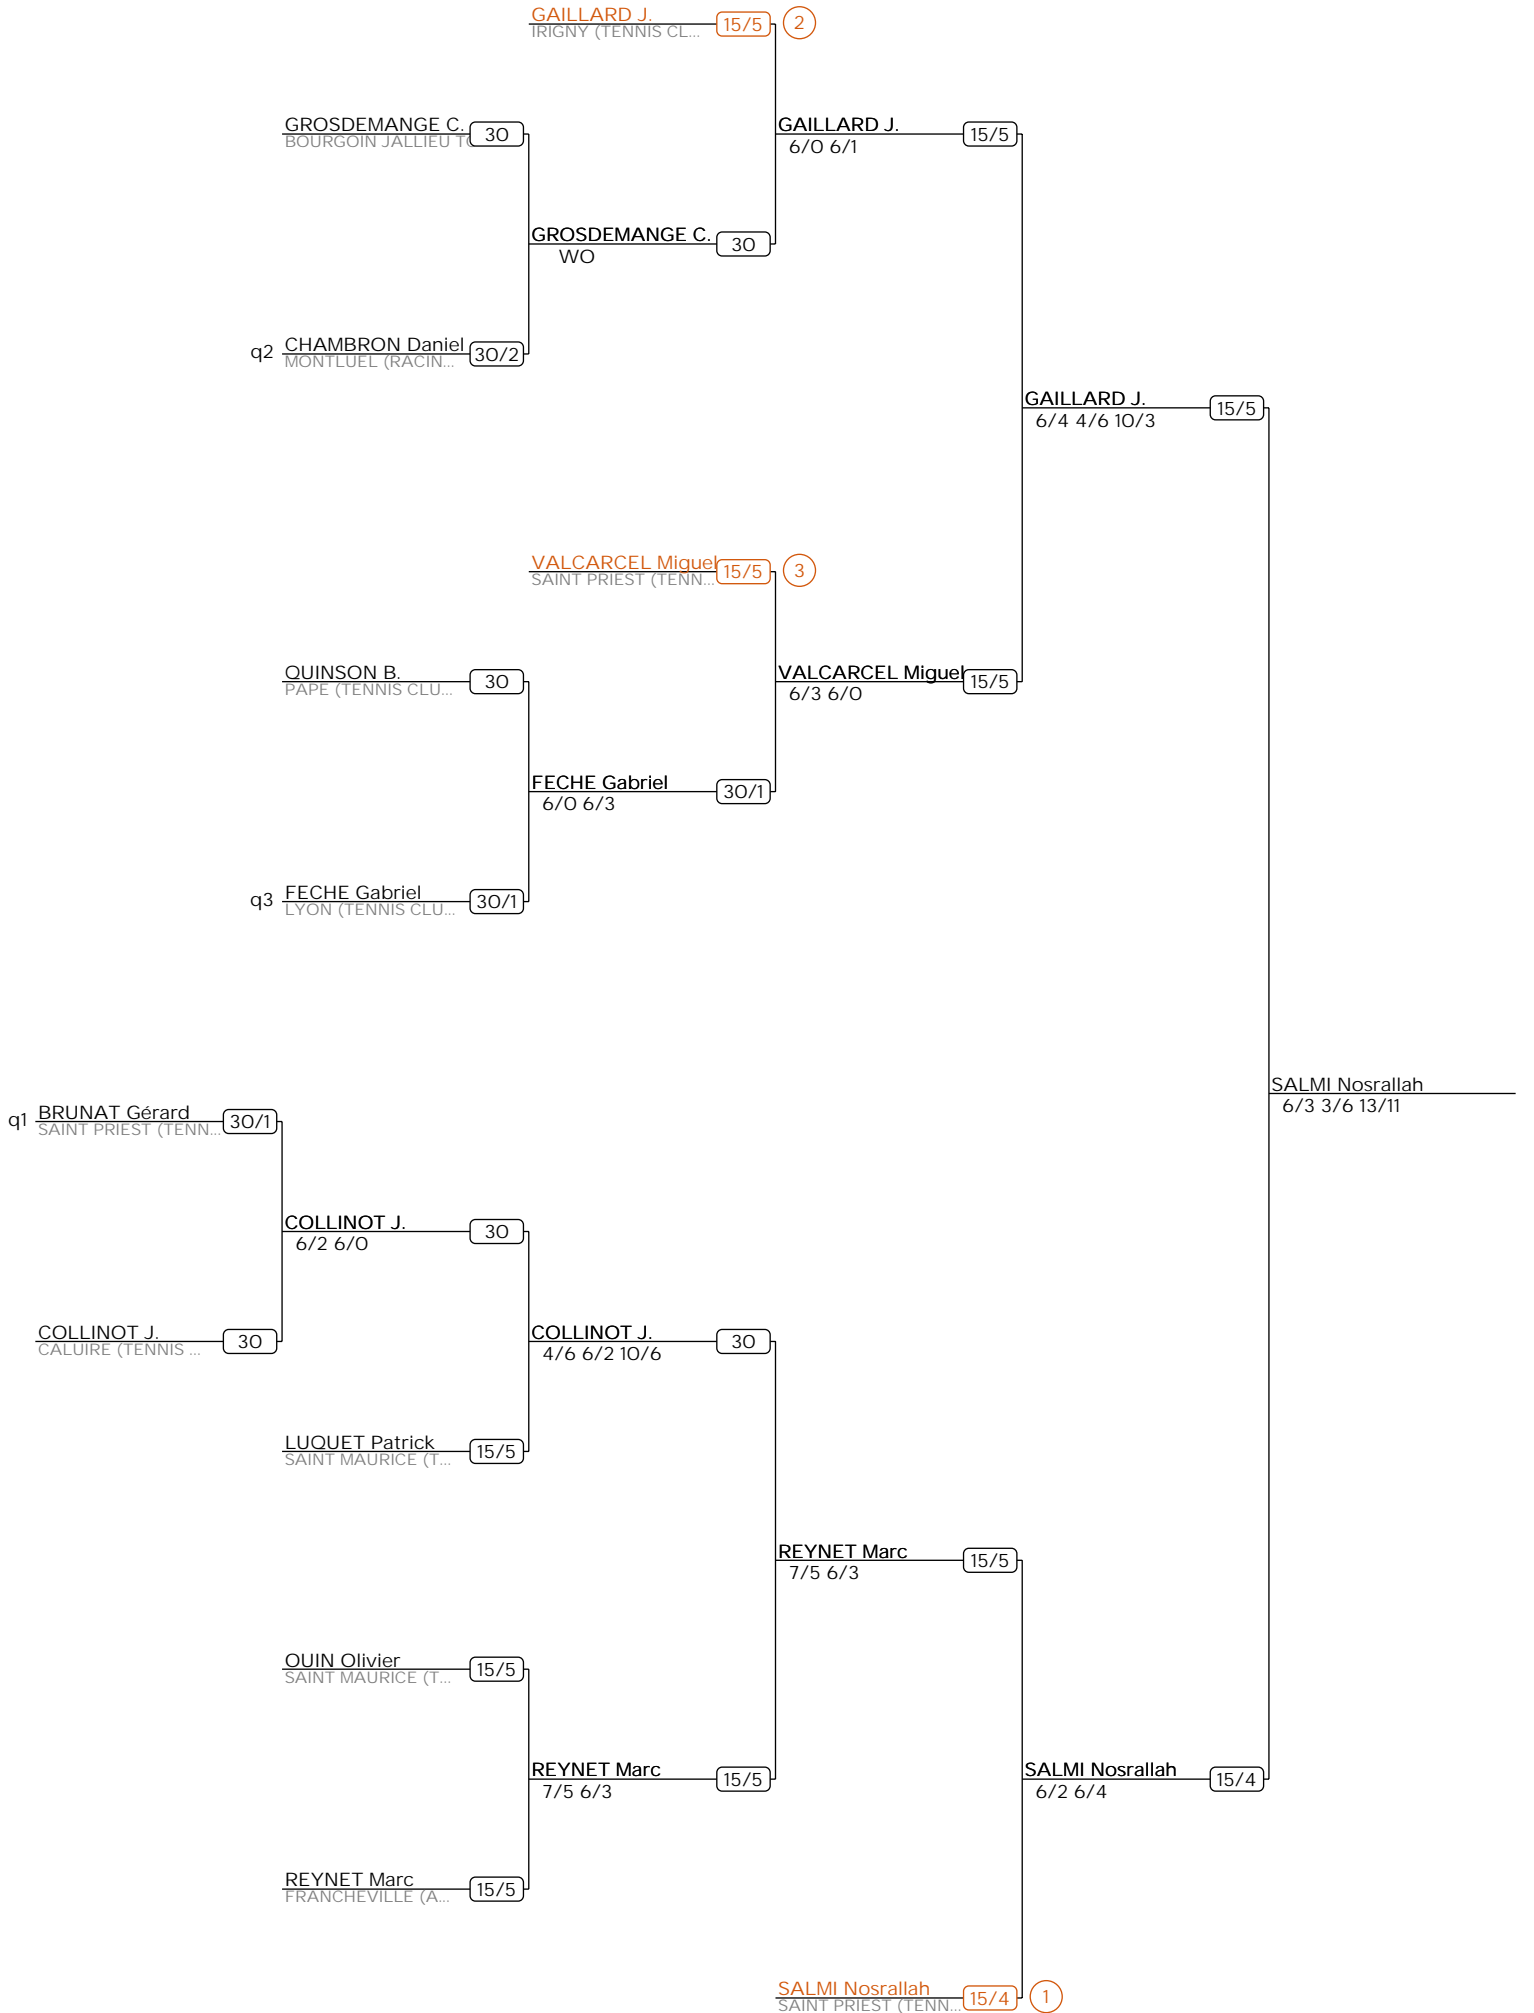 GAILLARD J. 15/5 2
IRIGNY (TENNIS CL...
GROSDEMANGE C. 30
BOURGOIN JALLIEU TC
GAILLARD J. 15/5
6/0 6/1
GROSDEMANGE C. 30
WO
q2 CHAMBRON Daniel 30/2
MONTLUEL (RACIN...
GAILLARD J. 15/5
6/4 4/6 10/3
VALCARCEL Miguel 15/5 3
SAINT PRIEST (TENN...
QUINSON B. 30
PAPE (TENNIS CLU...
VALCARCEL Miguel 15/5
6/3 6/0
FECHE Gabriel 30/1
6/0 6/3
q3 FECHE Gabriel 30/1
LYON (TENNIS CLU...
SALMI Nosrallah
6/3 3/6 13/11
q1 BRUNAT Gérard 30/1
SAINT PRIEST (TENN...
COLLINOT J. 30
6/2 6/0
COLLINOT J. 30
CALUIRE (TENNIS ...
COLLINOT J. 30
4/6 6/2 10/6
LUQUET Patrick 15/5
SAINT MAURICE (T...
REYNET Marc 15/5
7/5 6/3
OUIN Olivier 15/5
SAINT MAURICE (T...
REYNET Marc 15/5
7/5 6/3
SALMI Nosrallah 15/4
6/2 6/4
REYNET Marc 15/5
FRANCHEVILLE (A...
SALMI Nosrallah 15/4 1
SAINT PRIEST (TENN...